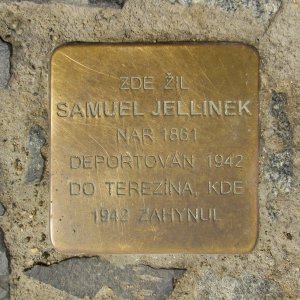 ZDE ŽIL
SAMUEL JELLINEK
NAR 1861
DEPORTOVÁN 1942
DO TEREZÍNA, KDE
1942 ZAHYNUL